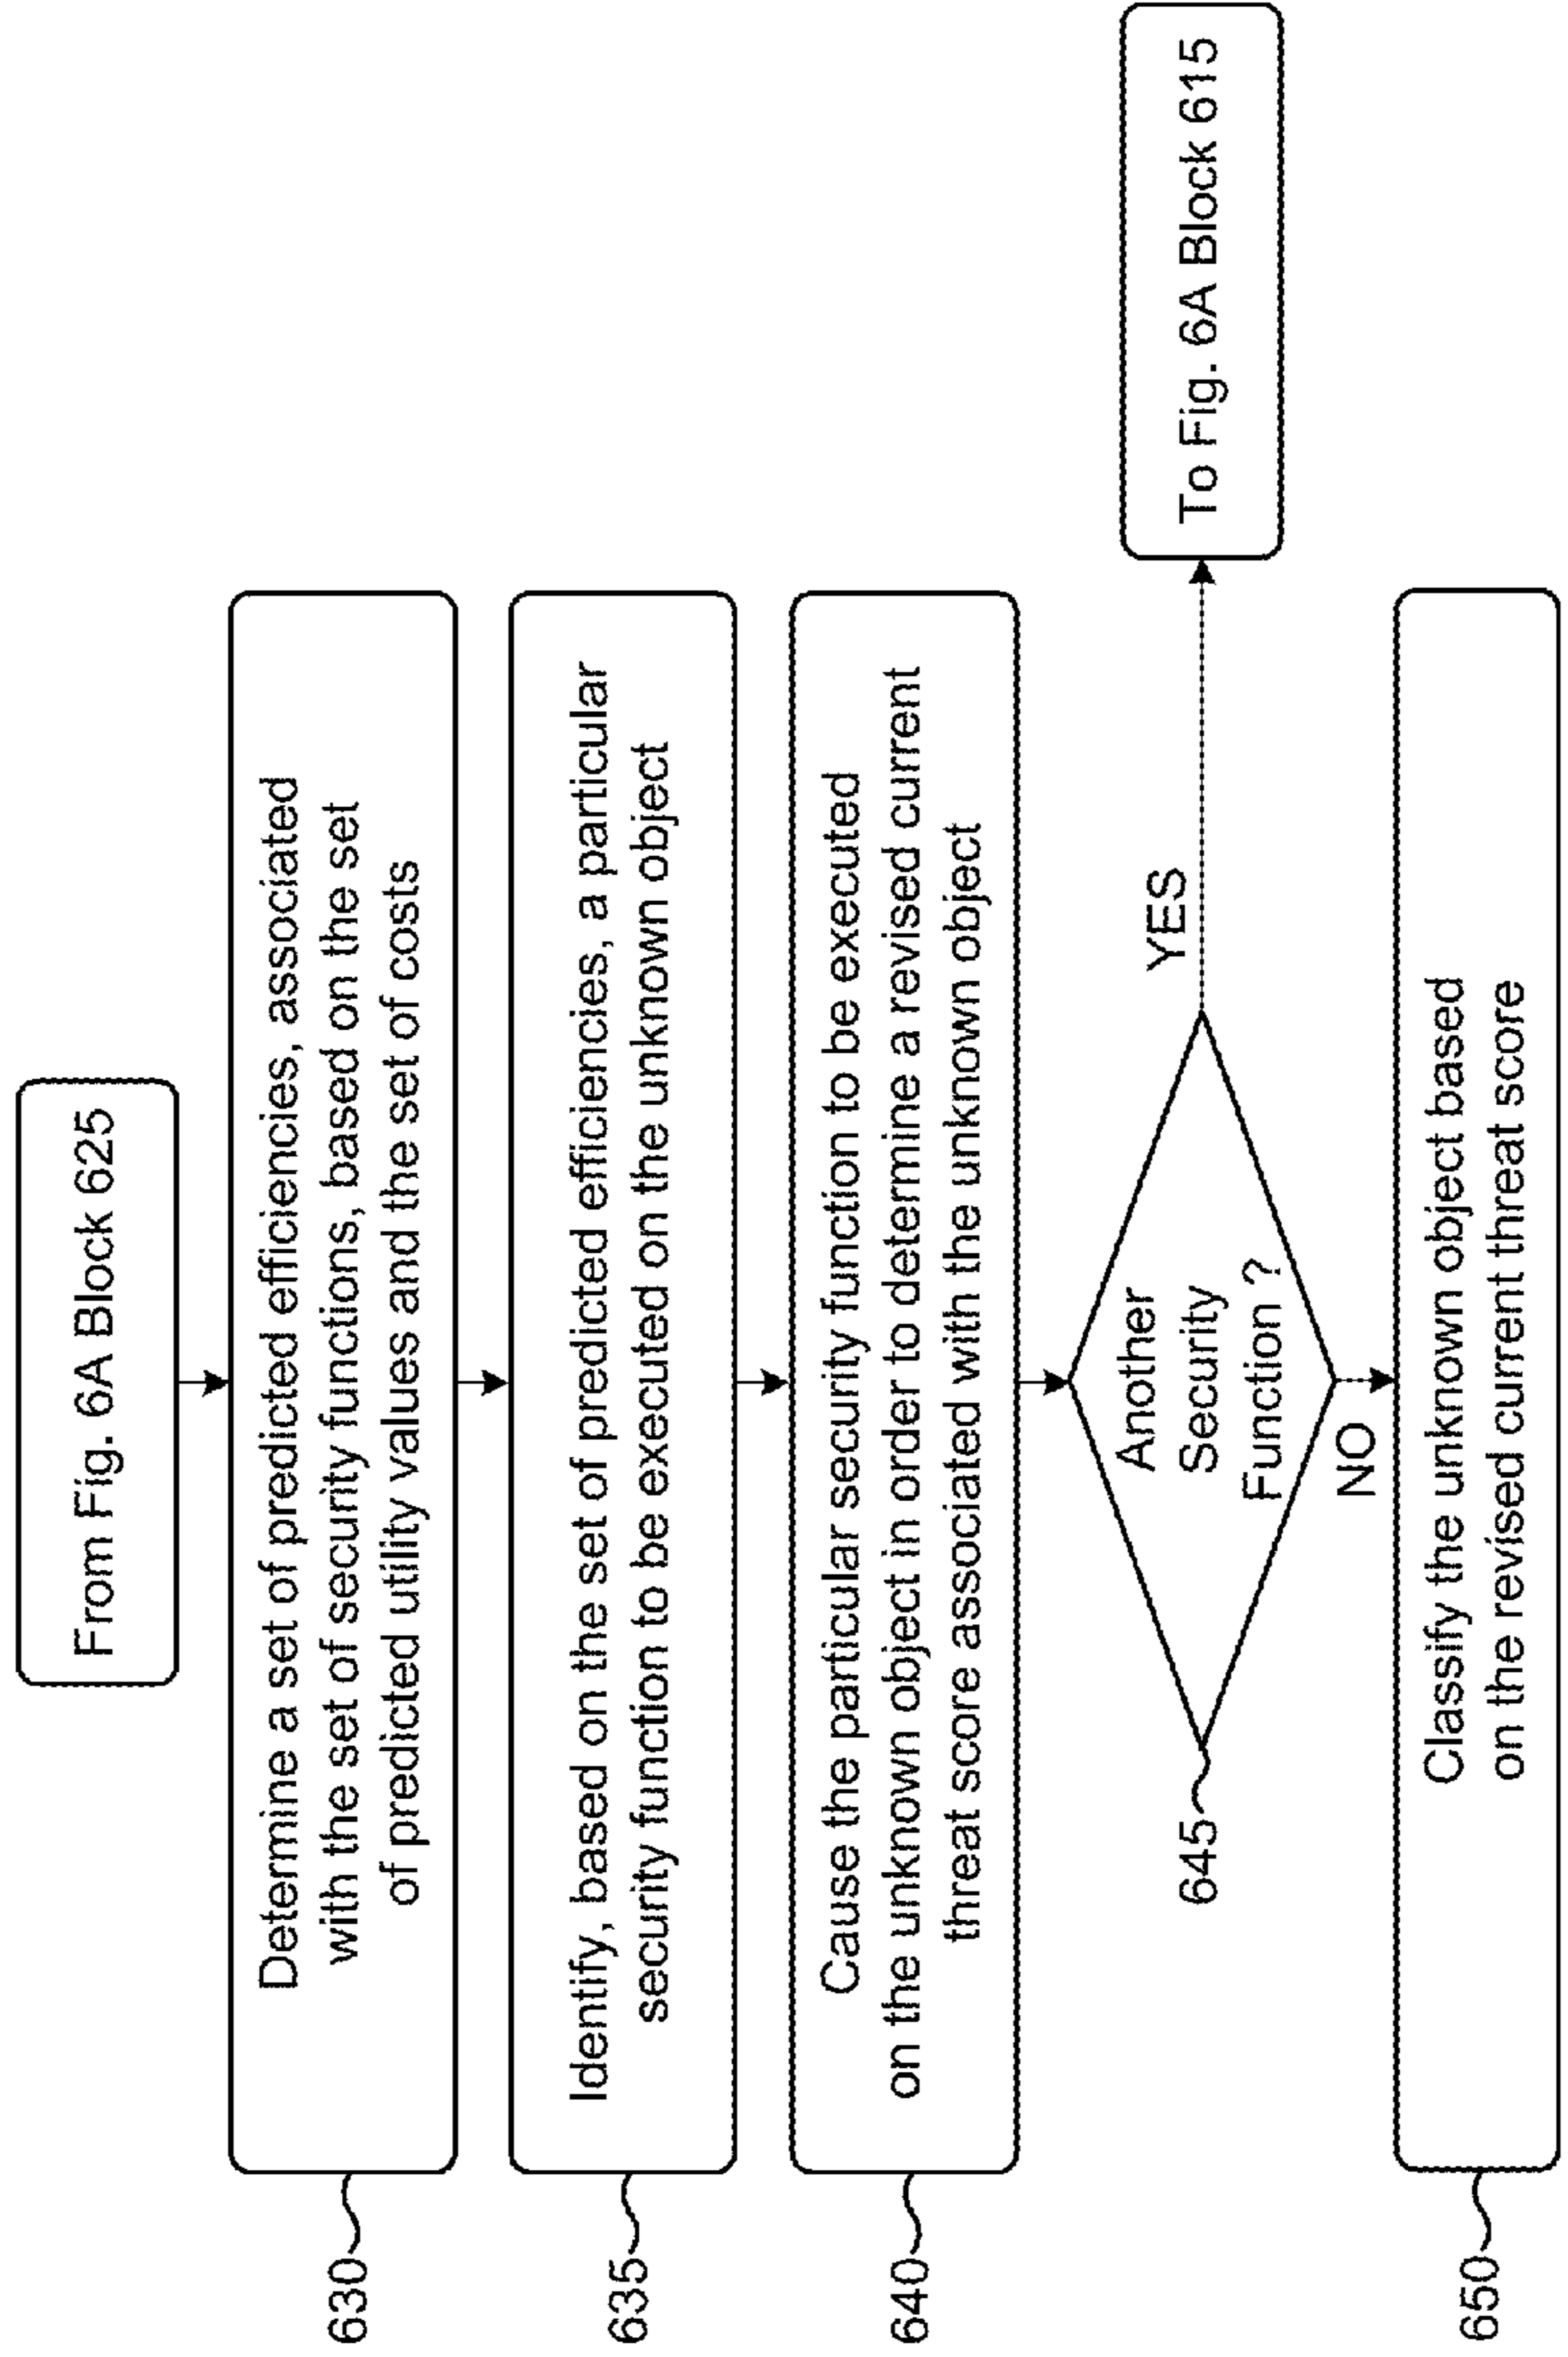 From Fig. 6A Block 625
630
Determine a set of predicted efficiencies, associated
with the set of security functions, based on the set
of predicted utility values and the set of costs
635
Identify, based on the set of predicted efficiencies, a particular
security function to be executed on the unknown object
640
Cause the particular security function to be executed
on the unknown object in order to determine a revised current
threat score associated with the unknown object
645
Another
Security
Function ?
YES
To Fig. 6A Block 615
NO
650
Classify the unknown object based
on the revised current threat score